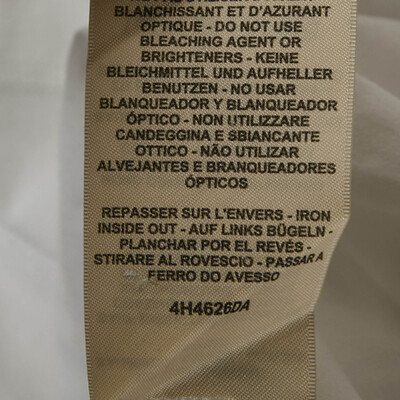 BLANCHISSANT ET D'AZURANT
OPTIQUE - DO NOT USE
BLEACHING AGENT OR
BRIGHTENERS - KEINE
BLEICHMITTEL UND AUFHELLER
BENUTZEN - NO USAR
BLANQUEADOR Y BLANQUEADOR
ÓPTICO - NON UTILIZZARE
CANDEGGINA E SBIANCANTE
OTTICO - NÃO UTILIZAR
ALVEJANTES E BRANQUEADORES
ÓPTICOS
REPASSER SUR L'ENVERS - IRON
INSIDE OUT - AUF LINKS BÜGELN -
PLANCHAR POR EL REVÉS -
STIRARE AL ROVESCIO - PASSAR A
FERRO DO AVESSO
4H4626DA